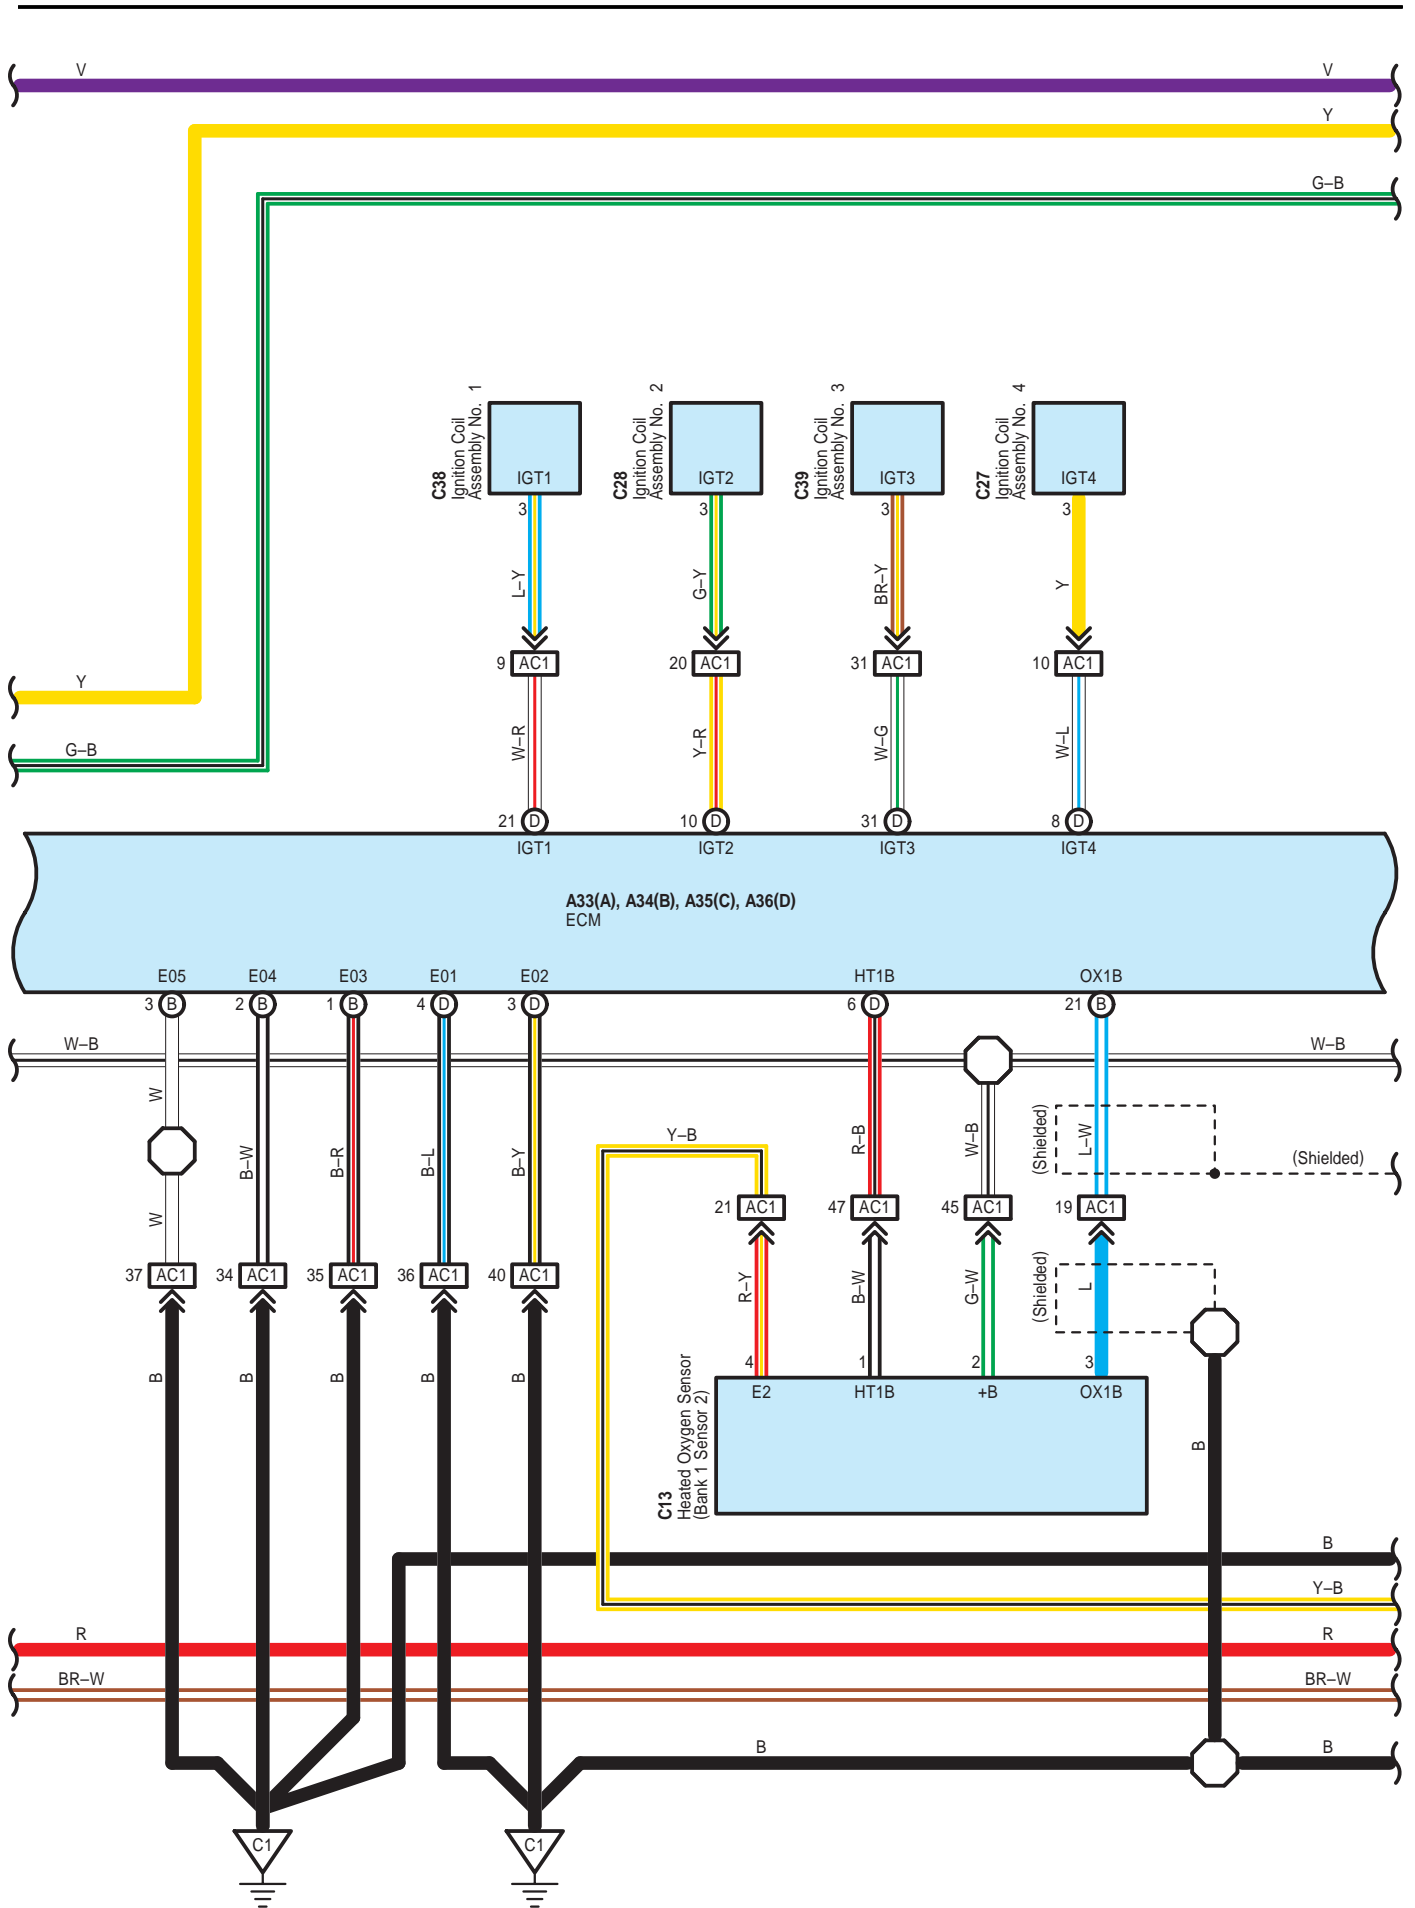 V V
Y
G–B
C38
Ignition Coil
Assembly No. 1
IGT1
C28
Ignition Coil
Assembly No. 2
IGT2
C39
Ignition Coil
Assembly No. 3
IGT3
C27
Ignition Coil
Assembly No. 4
IGT4
3 3 3 3
L–Y G–Y BR–Y Y
9 AC1 20 AC1 31 AC1 10 AC1
Y
W–R Y–R W–G W–L
G–B
21 D 10 D 31 D 8 D
IGT1 IGT2 IGT3 IGT4
A33(A), A34(B), A35(C), A36(D)
ECM
E05 E04 E03 E01 E02 HT1B OX1B
3 B 2 B 1 B 4 D 3 D 6 D 21 B
W–B W–B
W
(Shielded)
Y–B R–B W–B L–W
(Shielded)
B–W B–R B–L B–Y
21 AC1 47 AC1 45 AC1 19 AC1
W
37 AC1 34 AC1 35 AC1 36 AC1 40 AC1
R–Y B–W G–W L
(Shielded)
B B B B B
4 1 2 3
E2 HT1B +B OX1B
C13
Heated Oxygen Sensor
(Bank 1 Sensor 2)
B
B
Y–B
R R
BR–W BR–W
B B
C1 C1